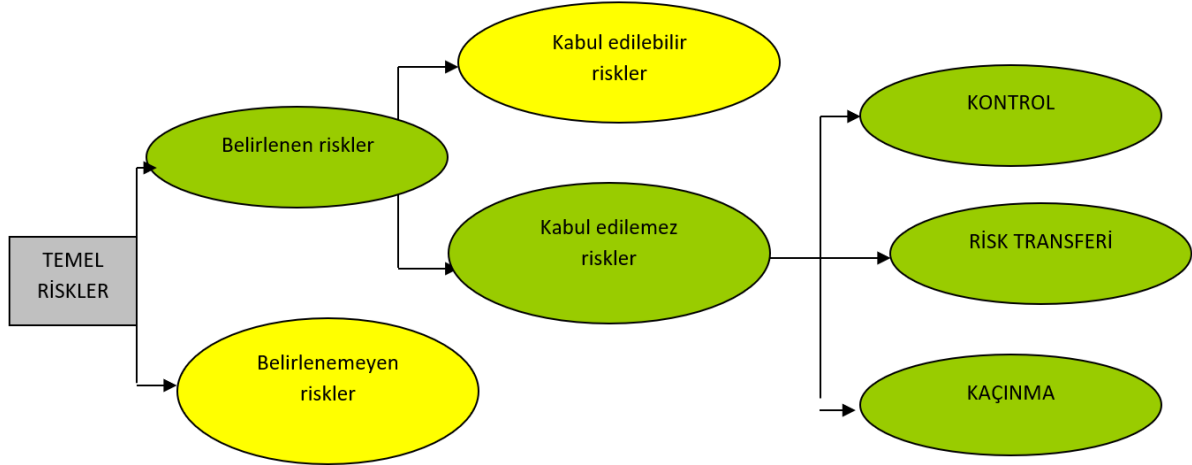 Kabul edilebilir
riskler
KONTROL
Belirlenen riskler
Kabul edilemez
riskler
RİSK TRANSFERİ
TEMEL
RİSKLER
Belirlenemeyen
riskler
KAÇINMA